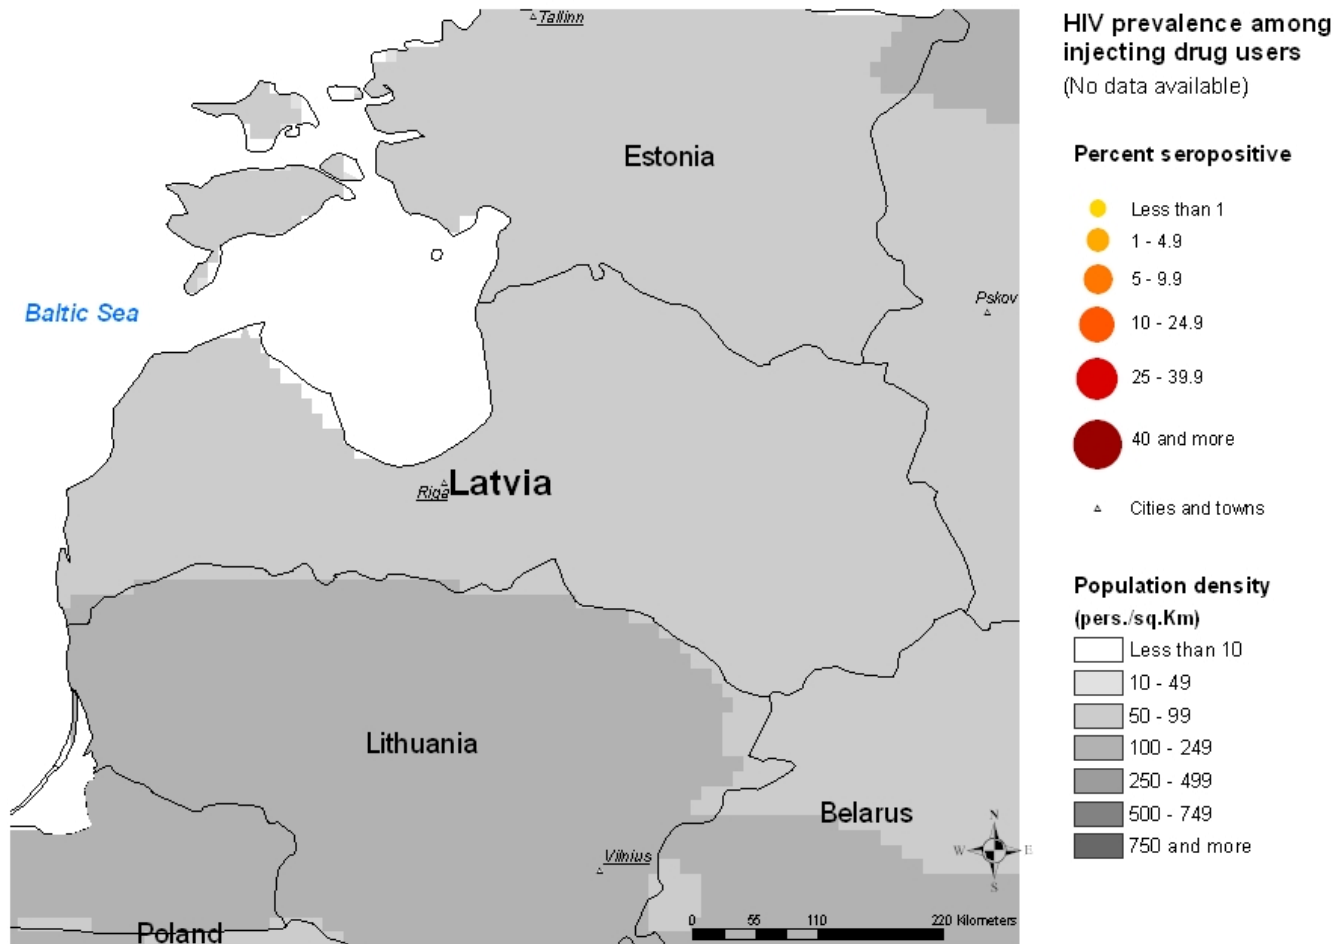 Tallinn
Estonia
Pskov
Baltic Sea
Riga
Latvia
Lithuania
Belarus
Vilnius
Poland
N
W E
S
0 55 110 220 Kilometers
HIV prevalence among
injecting drug users
(No data available)
Percent seropositive
Less than 1
1 - 4.9
5 - 9.9
10 - 24.9
25 - 39.9
40 and more
Cities and towns
Population density
(pers./sq.Km)
Less than 10
10 - 49
50 - 99
100 - 249
250 - 499
500 - 749
750 and more